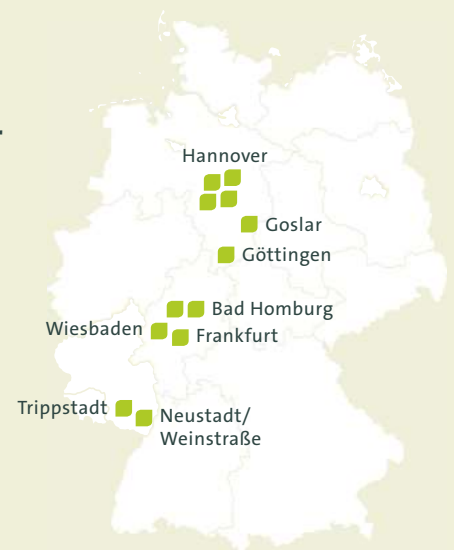 Hannover
Goslar
Göttingen
Bad Homburg
Wiesbaden
Frankfurt
Trippstadt
Neustadt/
Weinstraße